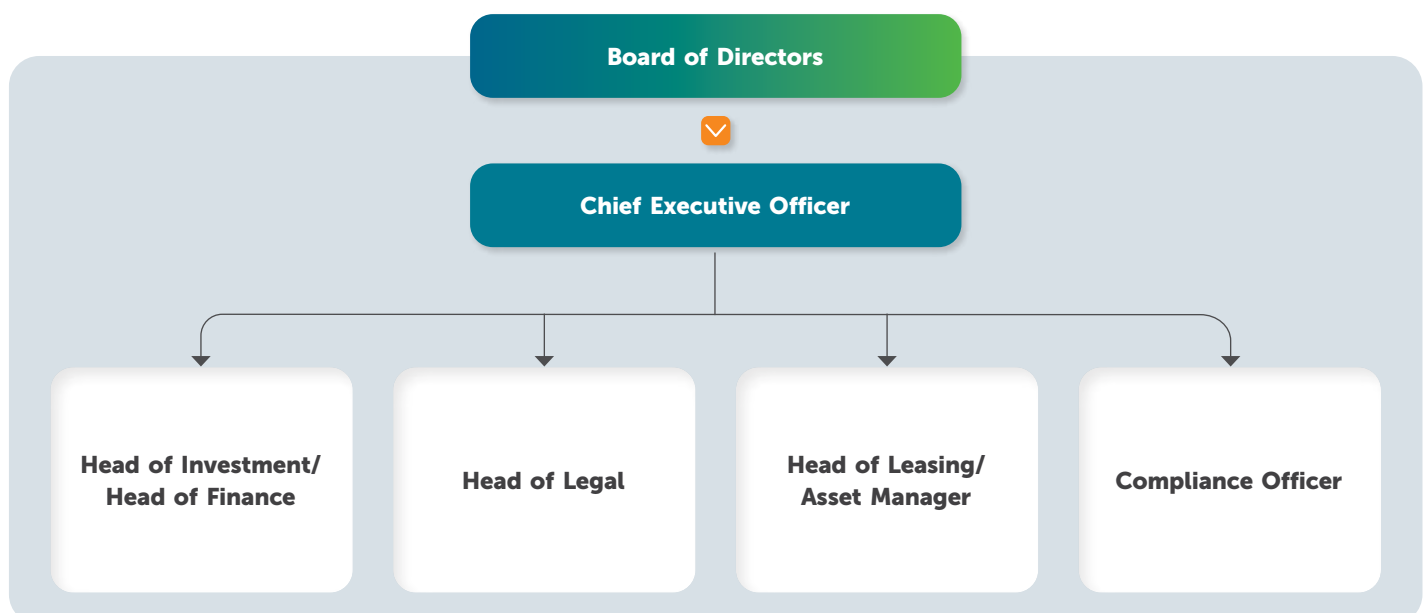 Board of Directors
Chief Executive Officer
Head of Investment/
Head of Finance
Head of Legal
Head of Leasing/
Asset Manager
Compliance Officer